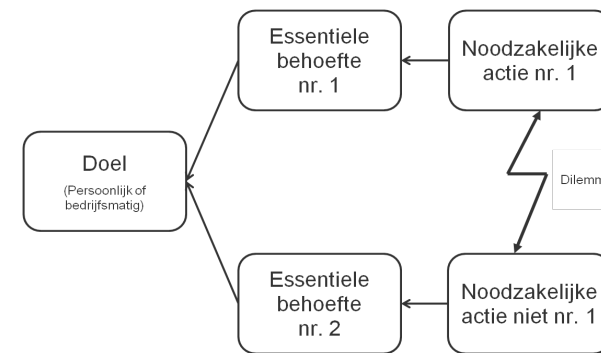 Essentiele
behoefte
nr. 1
Noodzakelijke
actie nr. 1
Doel
(Persoonlijk of
bedrijfsmatig)
Dilemm
Essentiele
behoefte
nr. 2
Noodzakelijke
actie niet nr. 1